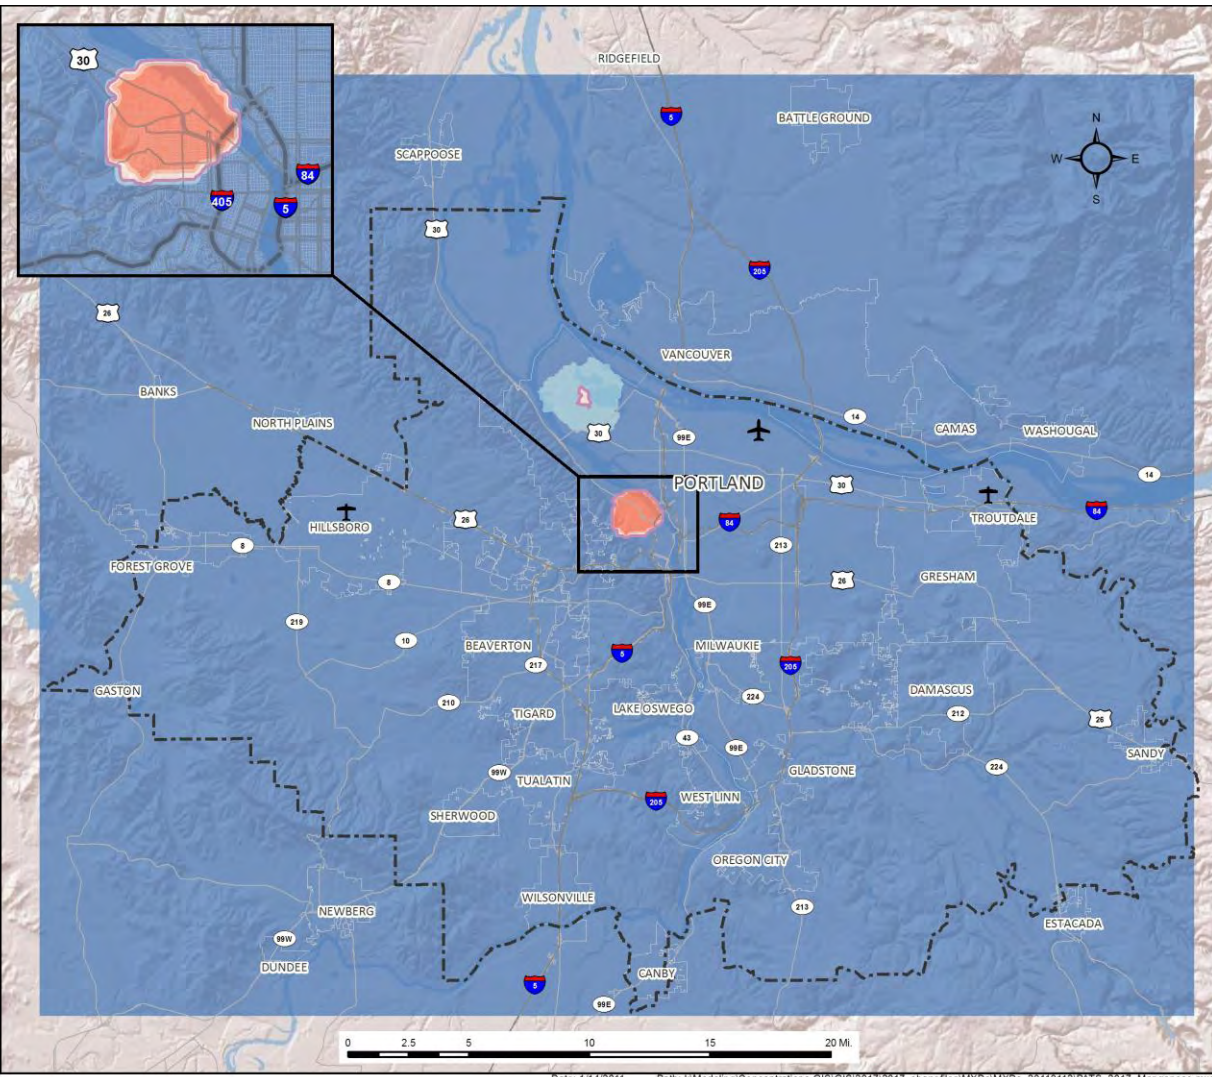 30
84
405
5
RIDGEFIELD
5
BATTLE GROUND
N
W E
S
SCAPPOOSE
30
205
26
VANCOUVER
BANKS
NORTH PLAINS
14
CAMAS
WASHOUGAL
30
99E
14
PORTLAND
30
HILLSBORO
26
84
TROUTDALE
84
8
213
FOREST GROVE
8
26
GRESHAM
219
99E
10
BEAVERTON
5
MILWAUKIE
217
205
GASTON
210
224
DAMASCUS
TIGARD
LAKE OSWEGO
212
26
43
99E
SANDY
99W
TUALATIN
GLADSTONE
224
205
WEST LINN
SHERWOOD
OREGON CITY
WILSONVILLE
213
NEWBERG
ESTACADA
99W
DUNDEE
CANBY
5
99E
0 2.5 5 10 15 20 Mi.